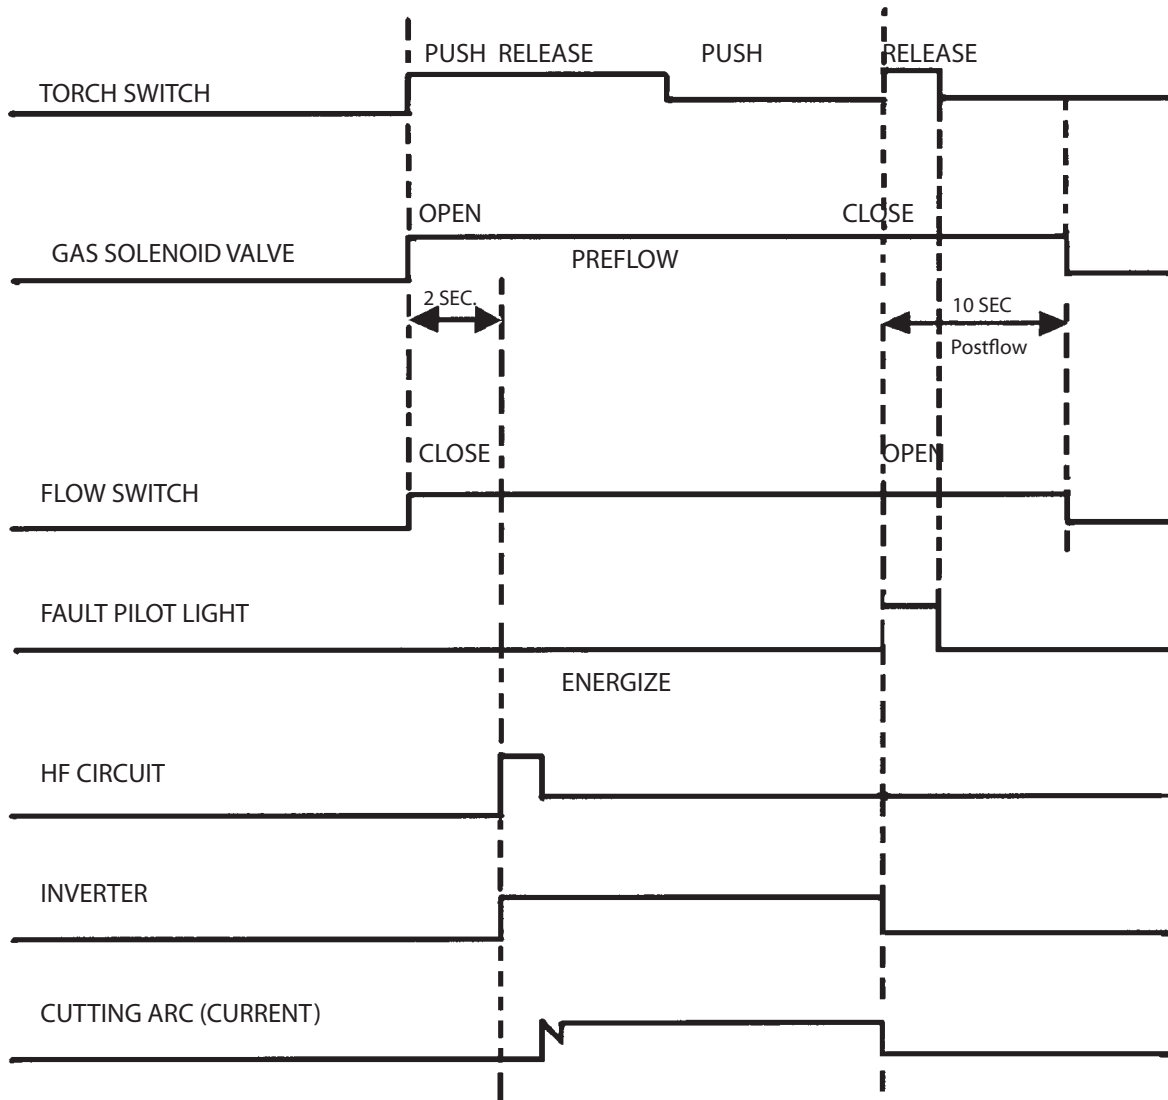 PUSH RELEASE PUSH RELEASE
TORCH SWITCH
OPEN CLOSE
GAS SOLENOID VALVE PREFLOW
2 SEC. 10 SEC
Postflow
CLOSE OPEN
FLOW SWITCH
FAULT PILOT LIGHT
ENERGIZE
HF CIRCUIT
INVERTER
CUTTING ARC (CURRENT)